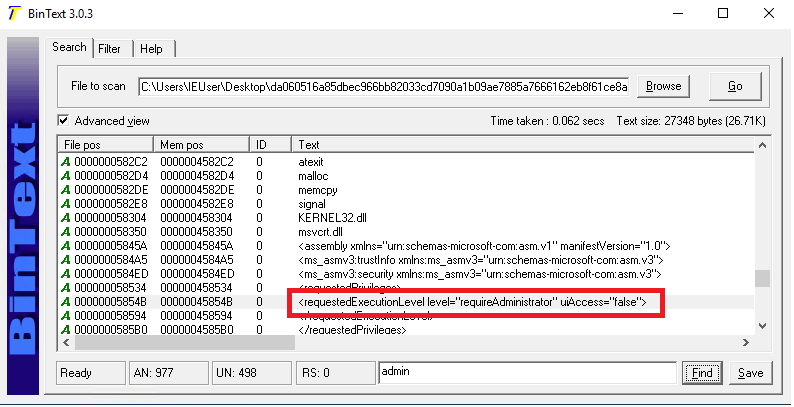 BinText 3.0.3
Search Filter Help
File to scan C:\Users\IEUser\Desktop\da060516a85dbec966bb82033cd7090a1b09ae7885a7666162eb8f61ce8a Browse Go
Advanced view Time taken : 0.062 secs Text size: 27348 bytes (26.71K)
File pos Mem pos ID Text
A 0000000582C2 0000004582C2 0 atexit
A 0000000582D4 0000004582D4 0 malloc
A 0000000582DE 0000004582DE 0 memcpy
A 0000000582E8 0000004582E8 0 signal
A 000000058304 000000458304 0 KERNEL32.dll
A 000000058350 000000458350 0 msvcrt.dll
A 00000005845A 00000045845A 0 <assembly xmlns="urn:schemas-microsoft-com:asm.v1" manifestVersion="1.0">
A 0000000584A5 0000004584A5 0 <ms_asmv3:trustInfo xmlns:ms_asmv3="urn:schemas-microsoft-com:asm.v3">
A 0000000584ED 0000004584ED 0 <ms_asmv3:security xmlns:ms_asmv3="urn:schemas-microsoft-com:asm.v3">
A 000000058534 000000458534 0 <requestedPrivileges>
A 00000005854B 00000045854B 0 <requestedExecutionLevel level="requireAdministrator" uiAccess="false">
A 000000058594 000000458594 0 </requestedExecutionLevel>
A 0000000585B0 0000004585B0 0 </requestedPrivileges>
BinText
Ready AN: 977 UN: 498 RS: 0 admin Find Save